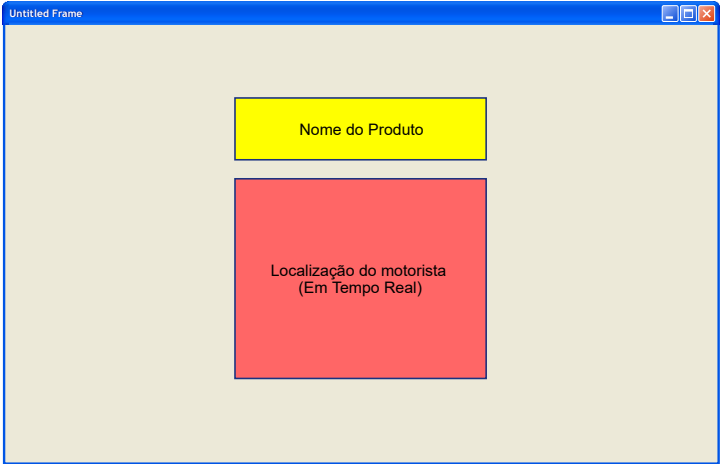 Untitled Frame
Nome do Produto
Localização do motorista
(Em Tempo Real)